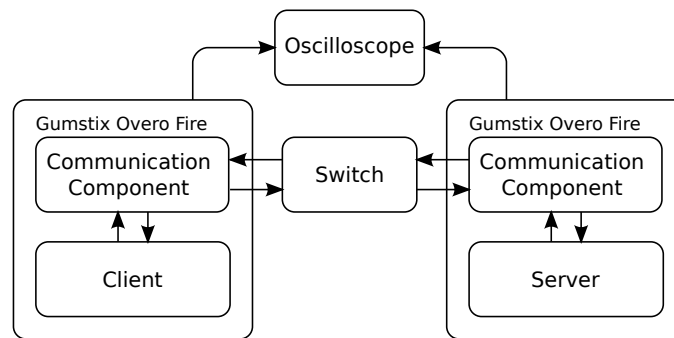 Oscilloscope
Gumstix Overo Fire
Communication
Component
Client
Switch
Gumstix Overo Fire
Communication
Component
Server